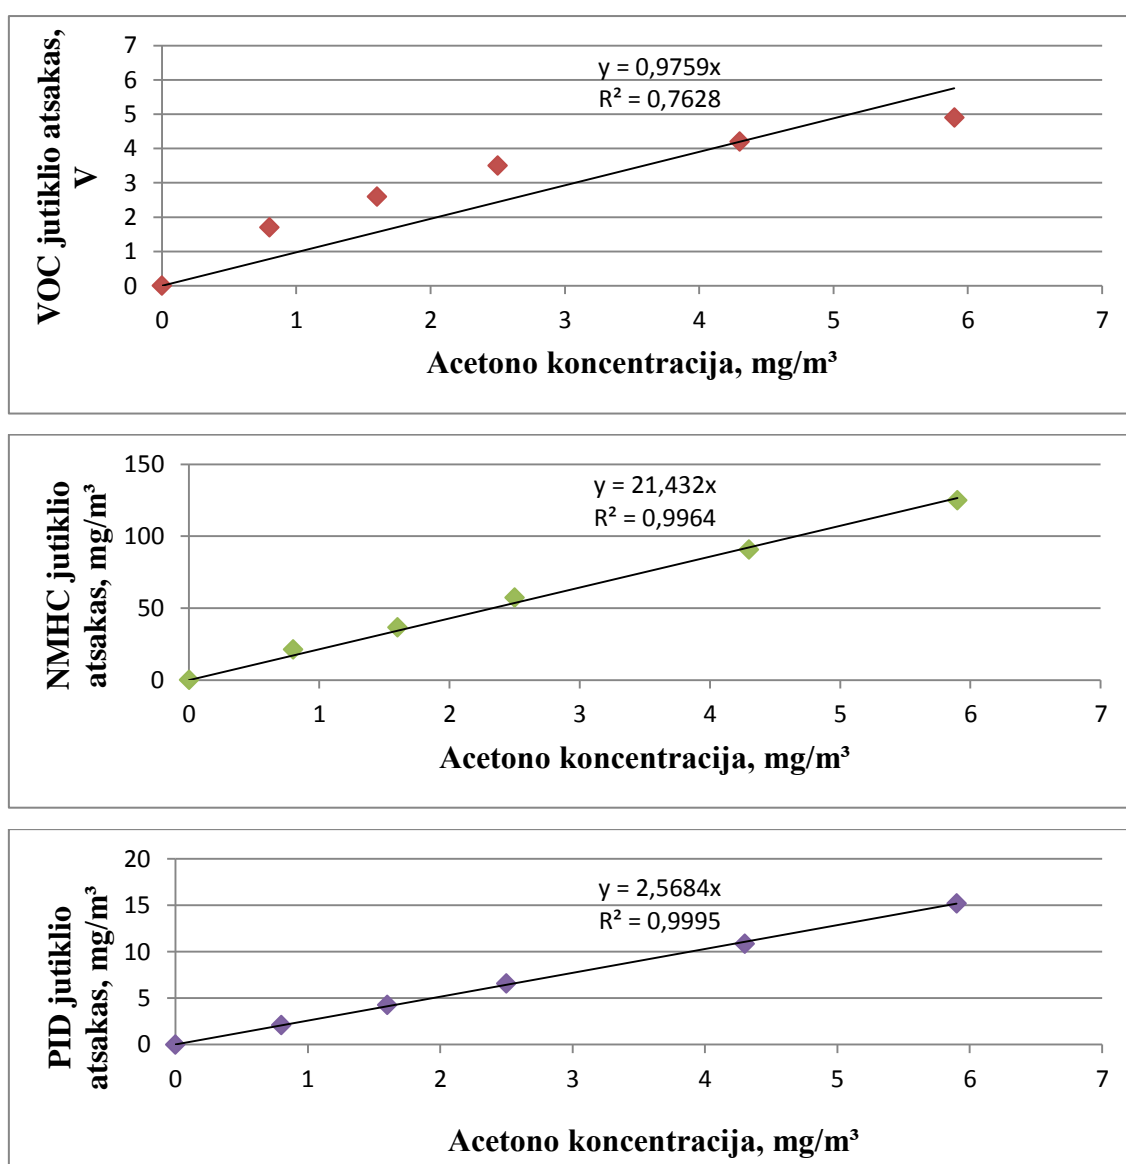 VOC jutiklio atsakas,
V
7
6
5
4
3
2
1
0
y = 0,9759x
R² = 0,7628
0 1 2 3 4 5 6 7
Acetono koncentracija, mg/m³
NMHC jutiklio
atsakas, mg/m³
150
100
50
0
y = 21,432x
R² = 0,9964
0 1 2 3 4 5 6 7
Acetono koncentracija, mg/m³
PID jutiklio
atsakas, mg/m³
20
15
10
5
0
y = 2,5684x
R² = 0,9995
0 1 2 3 4 5 6 7
Acetono koncentracija, mg/m³